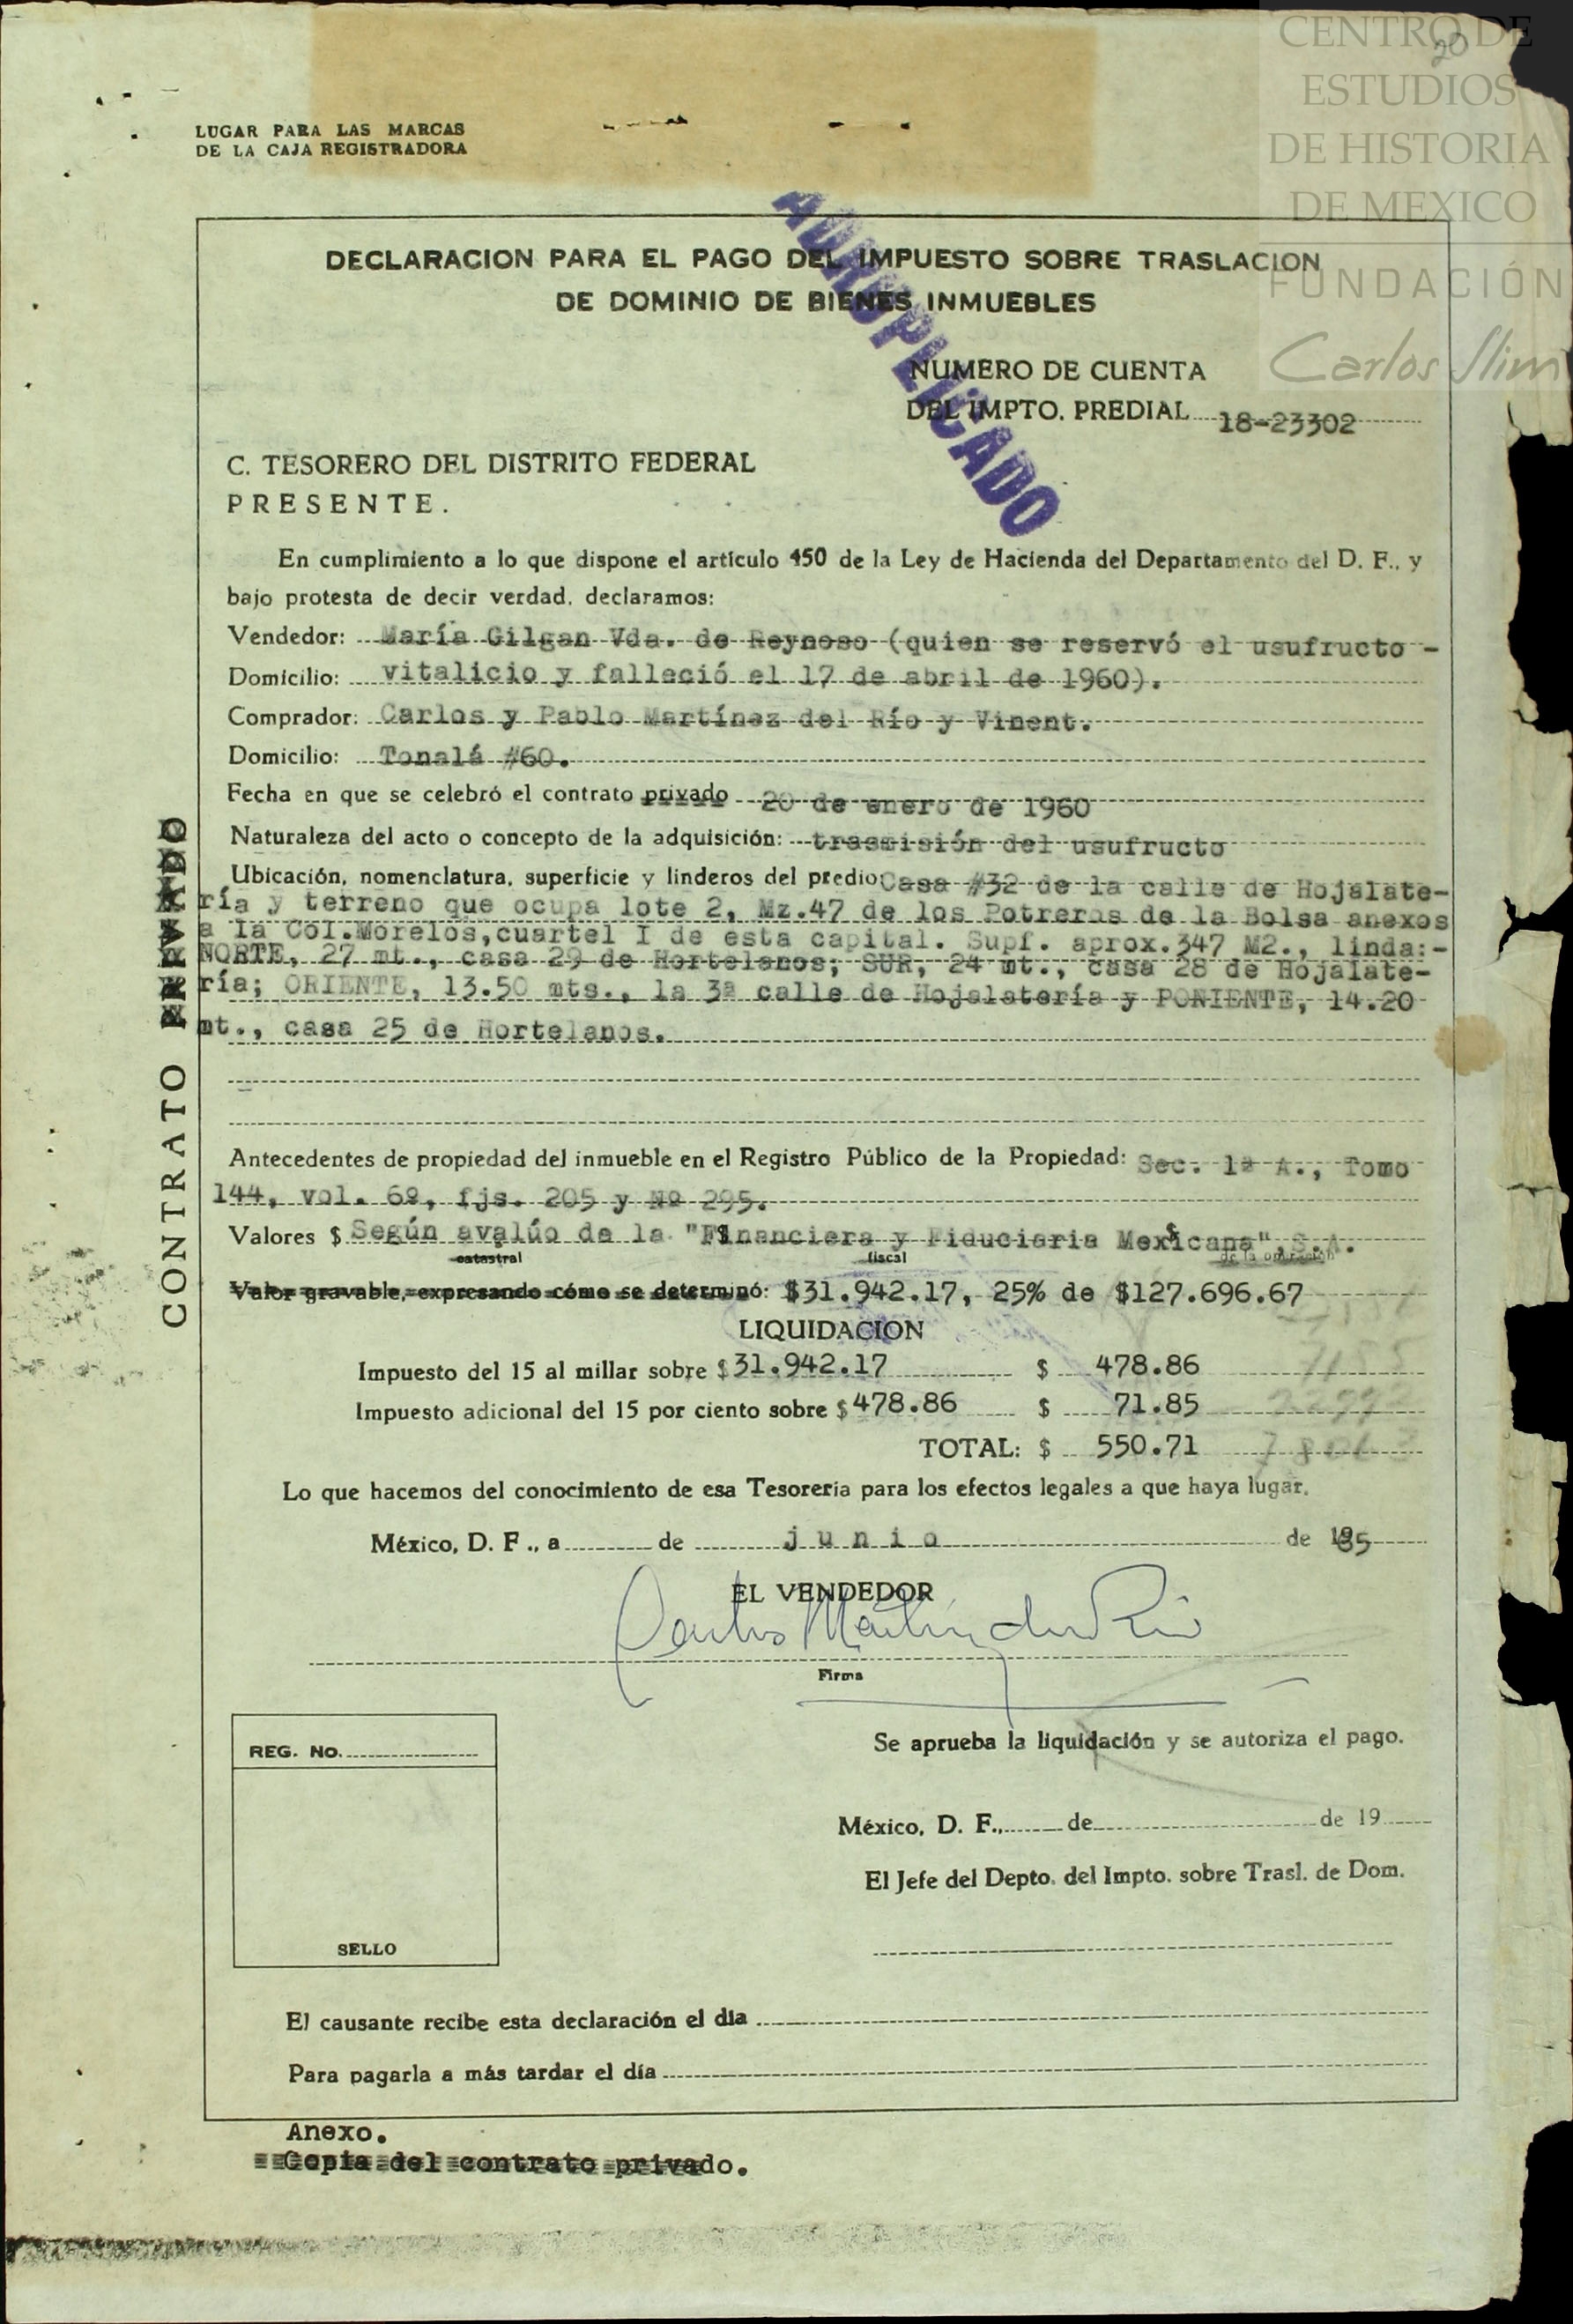 CENTRO DE
ESTUDIOS
DE HISTORIA
DE MEXICO
FUNDACIÓN
Carlos Slim
20
LUGAR PARA LAS MARCAS
DE LA CAJA REGISTRADORA
DECLARACION PARA EL PAGO DEL IMPUESTO SOBRE TRASLACION
DE DOMINIO DE BIENES INMUEBLES
NUMERO DE CUENTA
DEL IMPTO. PREDIAL 18-23302
C. TESORERO DEL DISTRITO FEDERAL
PRESENTE.
En cumplimiento a lo que dispone el artículo 450 de la Ley de Hacienda del Departamento del D. F., y
bajo protesta de decir verdad, declaramos:
Vendedor: María Gilgan Vda. de Reynoso (quien se reservó el usufructo -
Domicilio: vitalicio y falleció el 17 de abril de 1960).
Comprador: Carlos y Pablo Martínez del Río y Vinent.
Domicilio: Tonalá #60.
Fecha en que se celebró el contrato privado 20 de enero de 1960
Naturaleza del acto o concepto de la adquisición: trasmisión del usufructo
Ubicación, nomenclatura, superficie y linderos del predio: Casa #32 de la calle de Hojalate-
ría y terreno que ocupa lote 2, Mz.47 de los Potreros de la Bolsa anexos
a la Col.Morelos,cuartel I de esta capital. Supf. aprox.347 M2., linda:-
NORTE, 27 mt., casa 29 de Hortelanos; SUR, 24 mt., casa 28 de Hojalate-
ría; ORIENTE, 13.50 mts., la 3ª calle de Hojalatería y PONIENTE, 14.20
mt., casa 25 de Hortelanos.
CONTRATO PRIVADO
Antecedentes de propiedad del inmueble en el Registro Público de la Propiedad: Sec. 1ª A., Tomo
144, vol. 6º, fjs. 205 y Nº 295.
Valores $ Según avalúo de la "Financiera y Fiduciaria Mexicana", S.A.
catastral fiscal de la operación
Valor gravable, expresando cómo se determinó: $31.942.17, 25% de $127.696.67
LIQUIDACION
Impuesto del 15 al millar sobre $ 31.942.17 $ 478.86
Impuesto adicional del 15 por ciento sobre $ 478.86 $ 71.85
TOTAL: $ 550.71
Lo que hacemos del conocimiento de esa Tesorería para los efectos legales a que haya lugar.
México, D. F., a de junio de 1965
EL VENDEDOR
Carlos Martínez del Río
Firma
REG. No.
SELLO
Se aprueba la liquidación y se autoriza el pago.
México, D. F., de de 19
El Jefe del Depto. del Impto. sobre Trasl. de Dom.
El causante recibe esta declaración el día
Para pagarla a más tardar el día
Anexo.
Copia del contrato privado.